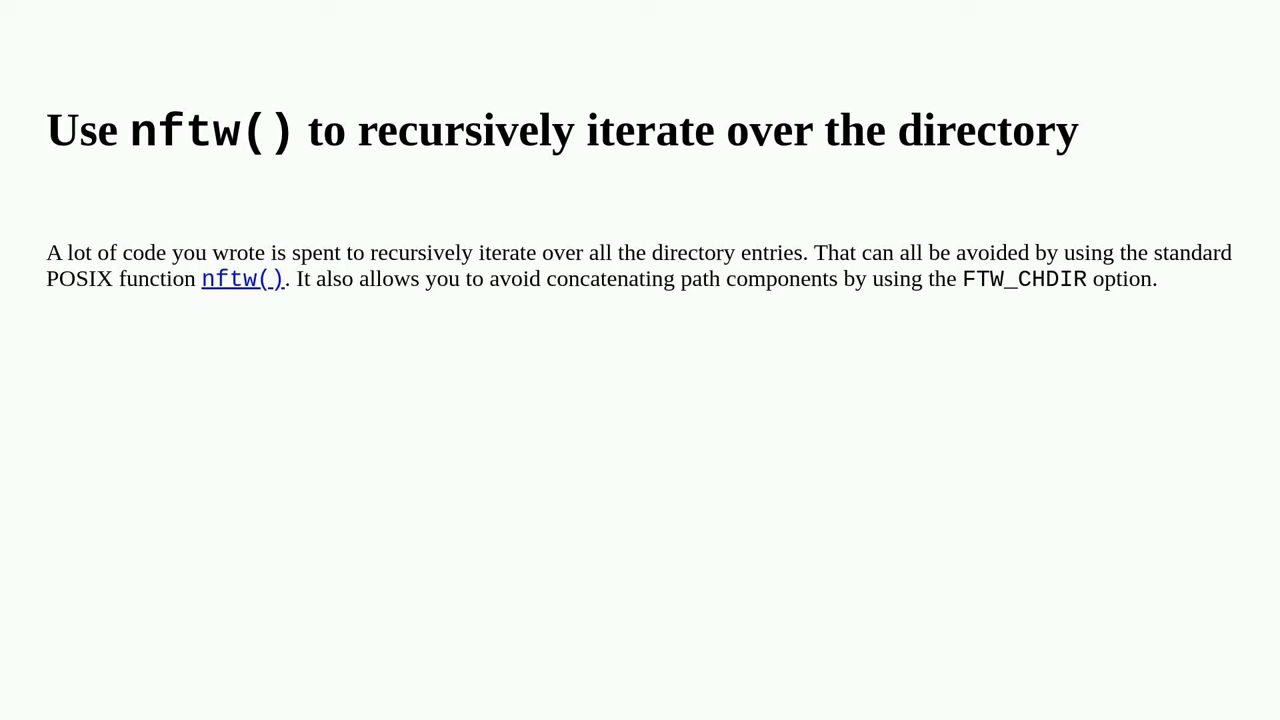 Use nftw() to recursively iterate over the directory
A lot of code you wrote is spent to recursively iterate over all the directory entries. That can all be avoided by using the standard
POSIX function nftw(). It also allows you to avoid concatenating path components by using the FTW_CHDIR option.